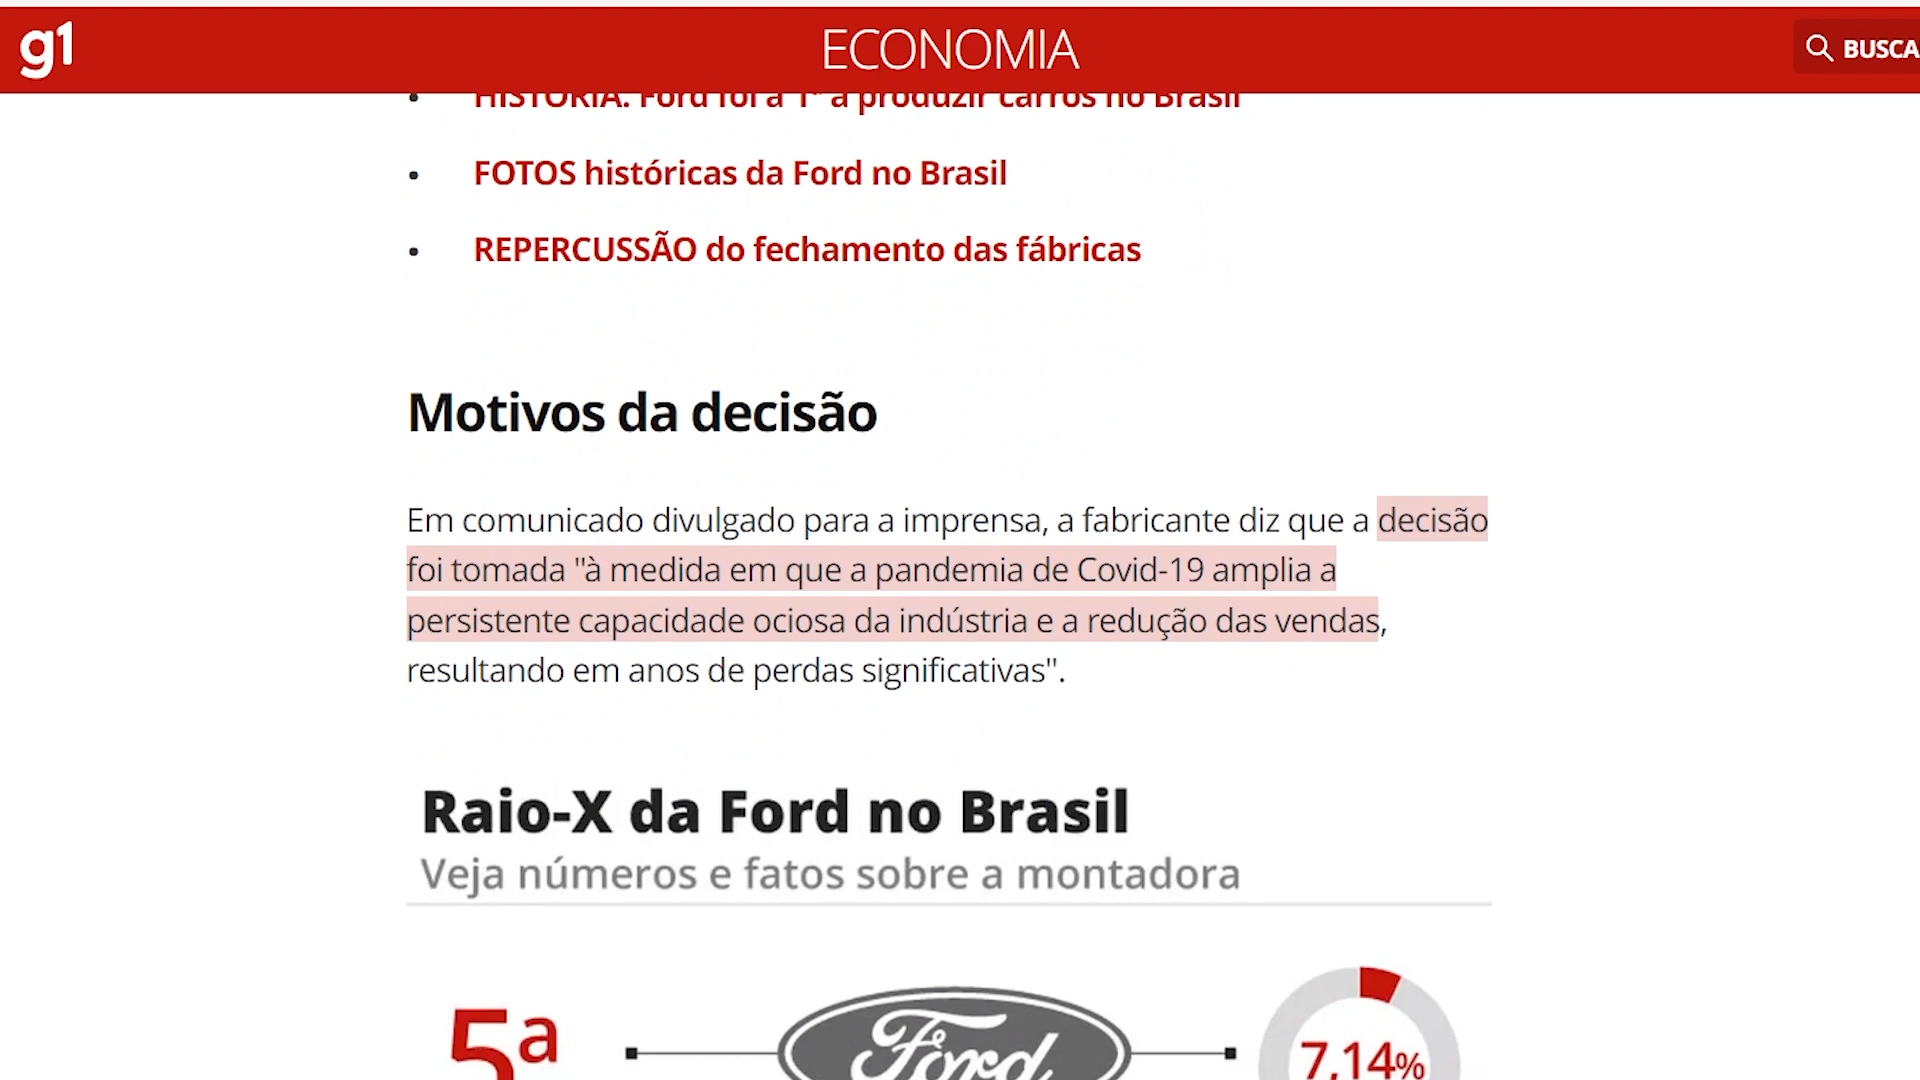 g1
ECONOMIA
BUSCA
HISTÓRIA: Ford foi a 1ª a produzir carros no Brasil
FOTOS históricas da Ford no Brasil
REPERCUSSÃO do fechamento das fábricas
Motivos da decisão
Em comunicado divulgado para a imprensa, a fabricante diz que a decisão
foi tomada "à medida em que a pandemia de Covid-19 amplia a
persistente capacidade ociosa da indústria e a redução das vendas,
resultando em anos de perdas significativas".
Raio-X da Ford no Brasil
Veja números e fatos sobre a montadora
5ª
Ford
7,14%